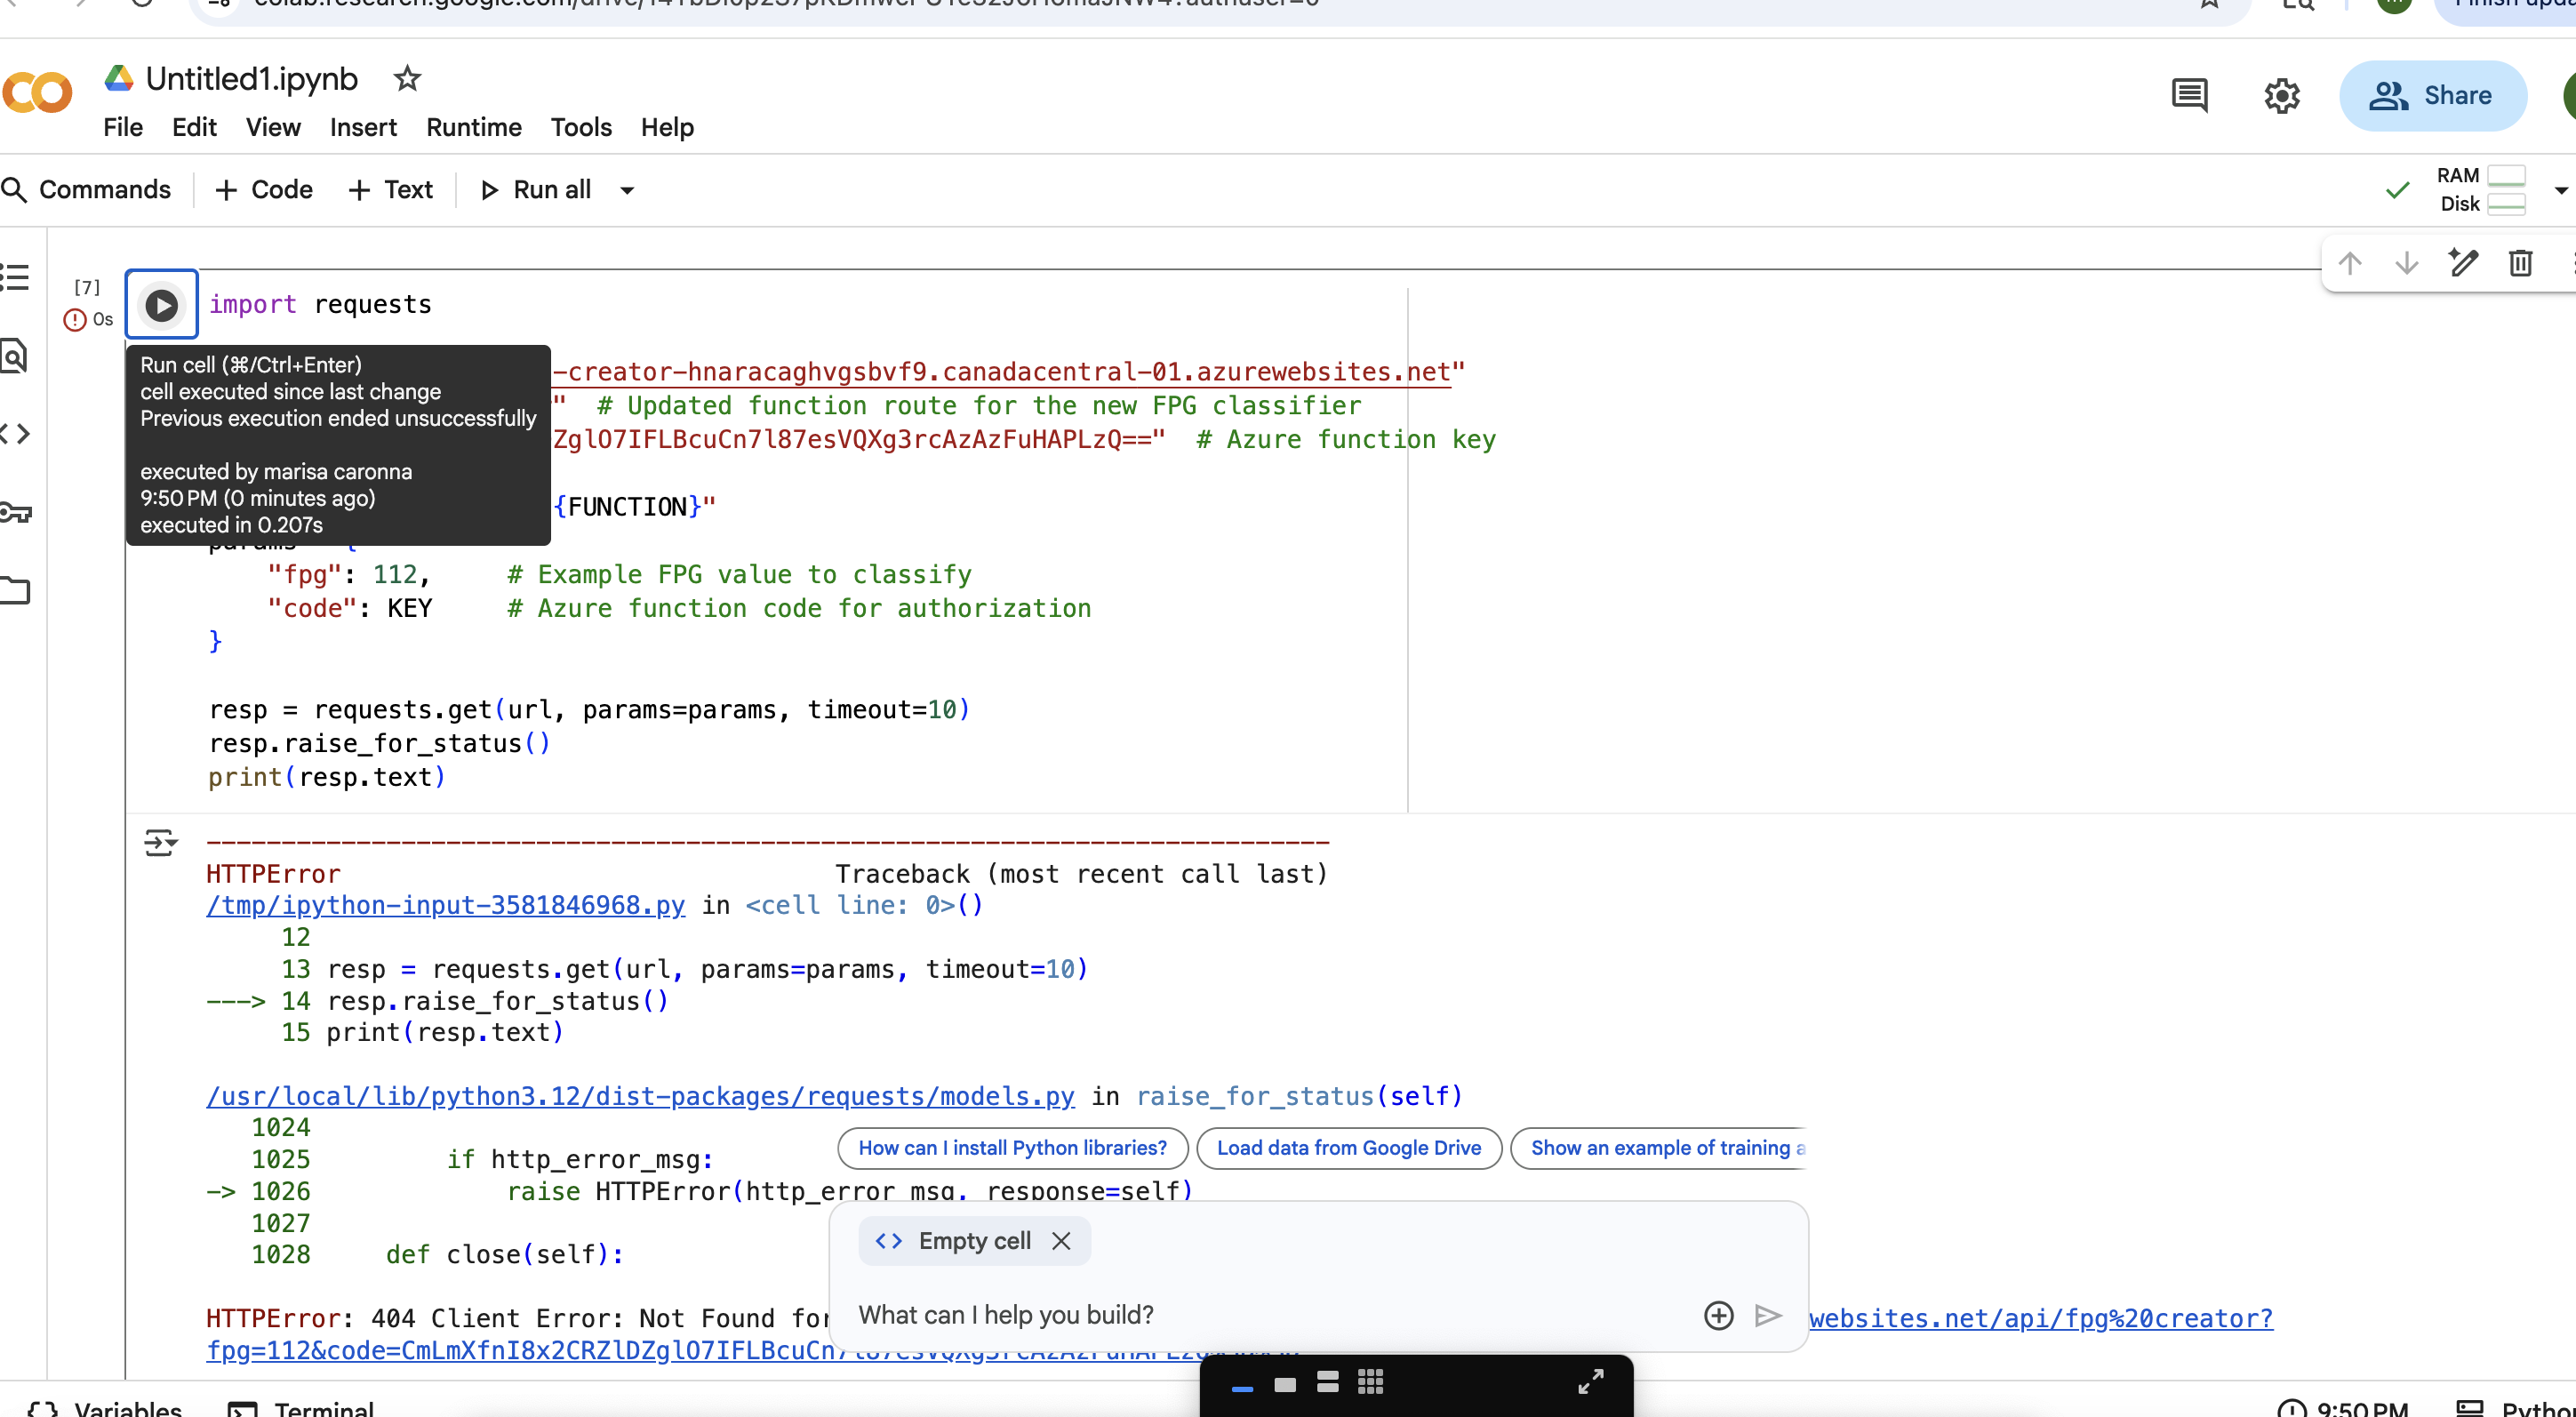 Untitled1.ipynb
File Edit View Insert Runtime Tools Help
Share
Commands + Code + Text Run all
RAM
Disk
[7]
0s
import requests
Run cell (⌘/Ctrl+Enter)
cell executed since last change
Previous execution ended unsuccessfully
executed by marisa caronna
9:50 PM (0 minutes ago)
executed in 0.207s
-creator-hnaracaghvgsbvf9.canadacentral-01.azurewebsites.net"
" # Updated function route for the new FPG classifier
ZglO7IFLBcuCn7l87esVQXg3rcAzAzFuHAPLzQ==" # Azure function key
{FUNCTION}"
params {
"fpg": 112, # Example FPG value to classify
"code": KEY # Azure function code for authorization
}
resp = requests.get(url, params=params, timeout=10)
resp.raise_for_status()
print(resp.text)
HTTPError Traceback (most recent call last)
/tmp/ipython-input-3581846968.py in <cell line: 0>()
12
13 resp = requests.get(url, params=params, timeout=10)
---> 14 resp.raise_for_status()
15 print(resp.text)
/usr/local/lib/python3.12/dist-packages/requests/models.py in raise_for_status(self)
1024
1025 if http_error_msg:
-> 1026 raise HTTPError(http_error_msg, response=self)
1027
1028 def close(self):
How can I install Python libraries? Load data from Google Drive Show an example of training a
Empty cell
What can I help you build?
HTTPError: 404 Client Error: Not Found for websites.net/api/fpg%20creator?
fpg=112&code=CmLmXfnI8x2CRZlDZglO7IFLBcuCn7l87esVQXg3rcAzAzFuHAPLzQ
Variables Terminal
9:50 PM